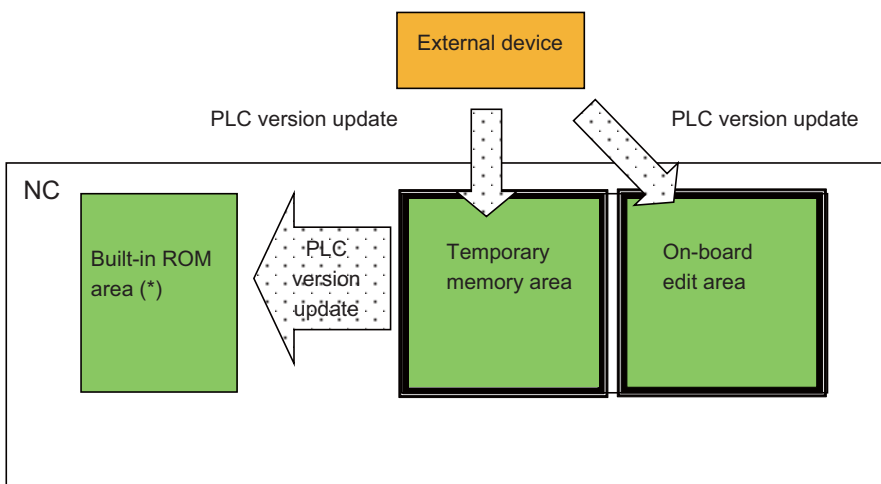 External device
PLC version update
PLC version update
NC
Built-in ROM
area (*)
PLC
version
update
Temporary
memory area
On-board
edit area